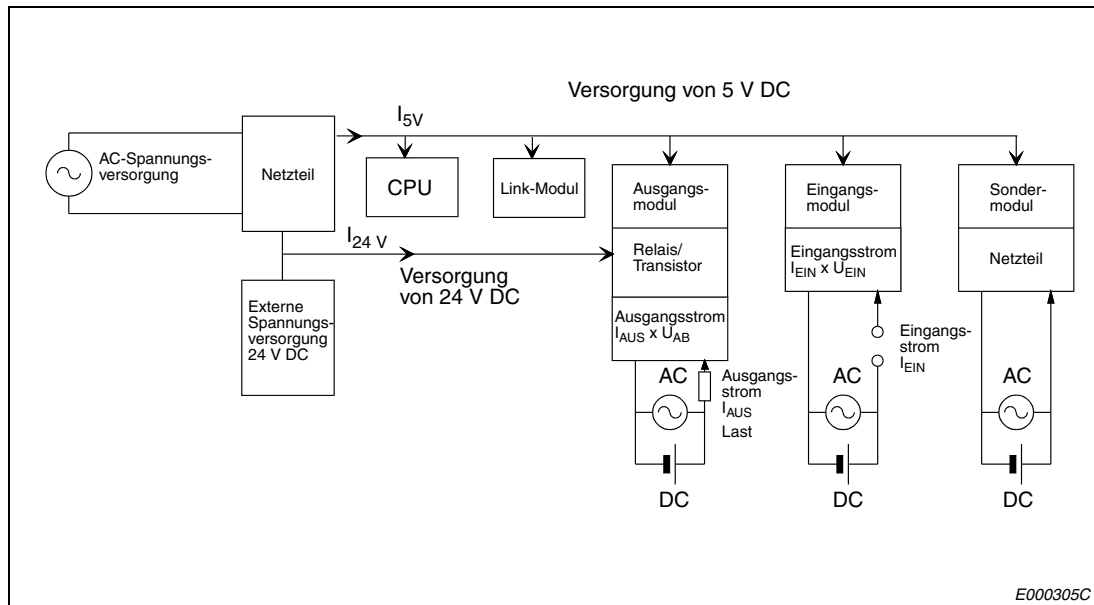 Versorgung von 5 V DC
I5V
AC-Spannungs-
versorgung
Netzteil
CPU
Link-Modul
Ausgangs-
modul
Eingangs-
modul
Sonder-
modul
I24 V
Versorgung
von 24 V DC
Relais/
Transistor
Eingangsstrom
IEIN x UEIN
Netzteil
Externe
Spannungs-
versorgung
24 V DC
Ausgangsstrom
IAUS x UAB
Eingangs-
strom
IEIN
AC
Ausgangs-
strom
IAUS
Last
AC
AC
DC
DC
DC
E000305C